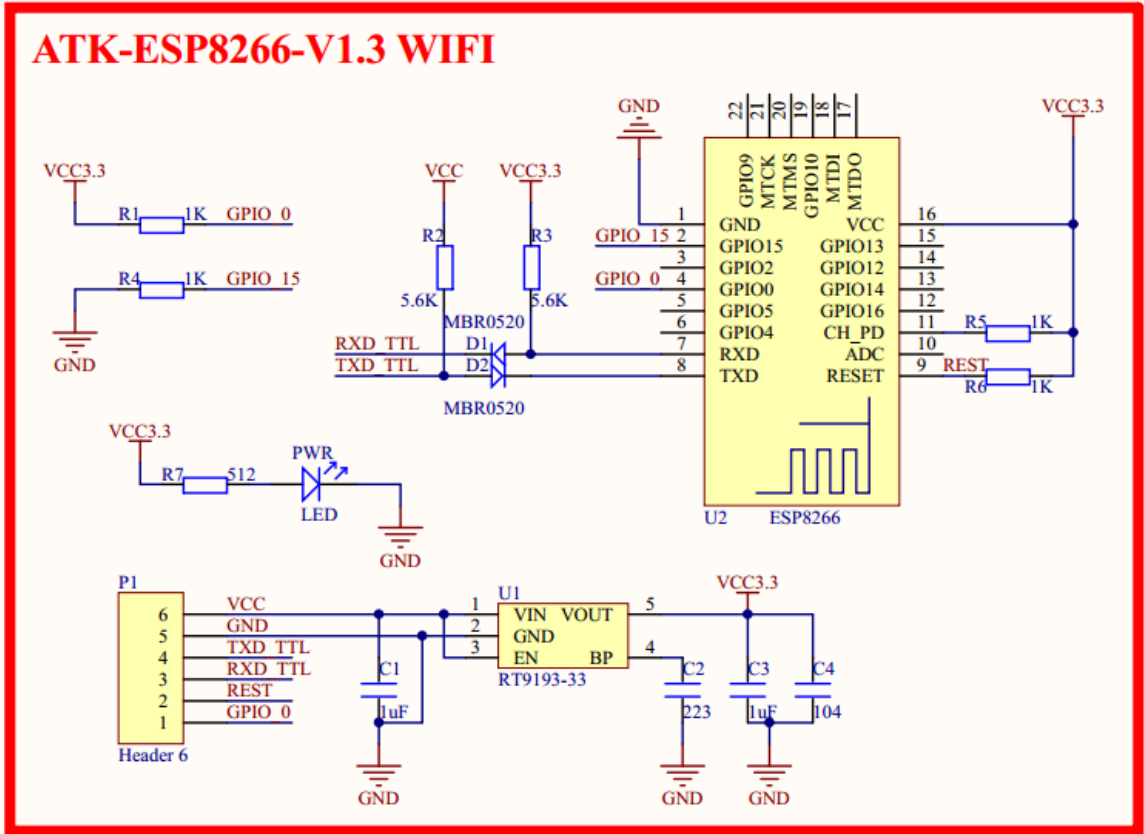 ATK-ESP8266-V1.3 WIFI
GND
22
21
20
19
18
17
VCC3.3
GPIO9
MTCK
MTMS
GPIO10
MTDI
MTDO
VCC3.3
VCC
VCC3.3
R1 1K GPIO_0
R4 1K GPIO_15
GND
R2
5.6K
R3
5.6K
MBR0520
RXD_TTL D1
TXD_TTL D2
MBR0520
1 GND VCC 16
GPIO_15 2 GPIO15 GPIO13 15
3 GPIO2 GPIO12 14
GPIO_0 4 GPIO0 GPIO14 13
5 GPIO5 GPIO16 12
6 GPIO4 CH_PD 11 R5 1K
7 RXD ADC 10
8 TXD RESET 9 REST
R6 1K
U2 ESP8266
VCC3.3
R7 512
PWR
LED
GND
P1
6 VCC
5 GND
4 TXD_TTL
3 RXD_TTL
2 REST
1 GPIO_0
Header 6
C1
1uF
GND
U1
1 VIN VOUT 5
2 GND
3 EN BP 4
RT9193-33
VCC3.3
C2
223
C3
1uF
C4
104
GND
GND